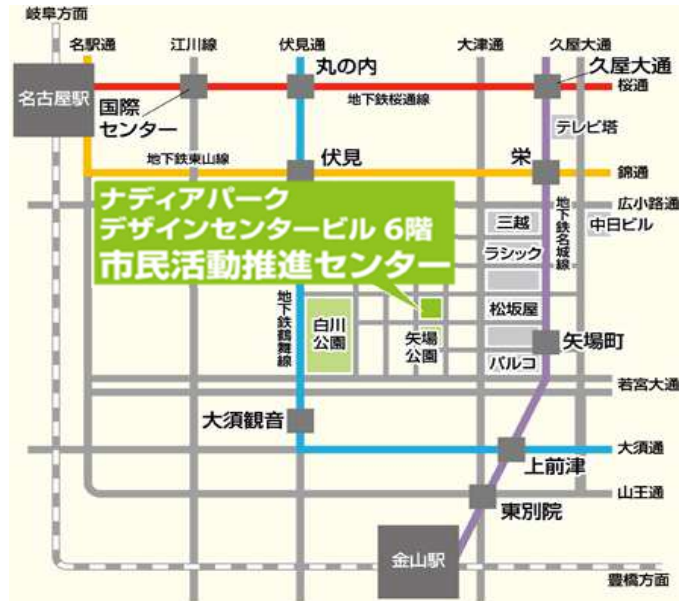 岐阜方面
名駅通
江川線
伏見通
大津通
久屋大通
丸の内
久屋大通
名古屋駅
国際
センター
地下鉄桜通線
桜通
テレビ塔
地下鉄東山線
伏見
栄
錦通
ナディアパーク
デザインセンタービル 6階
市民活動推進センター
広小路通
三越
中日ビル
ラシック
地下鉄名城線
松坂屋
地下鉄鶴舞線
白川
公園
矢場
公園
矢場町
パルコ
若宮大通
大須観音
大須通
上前津
山王通
東別院
金山駅
豊橋方面